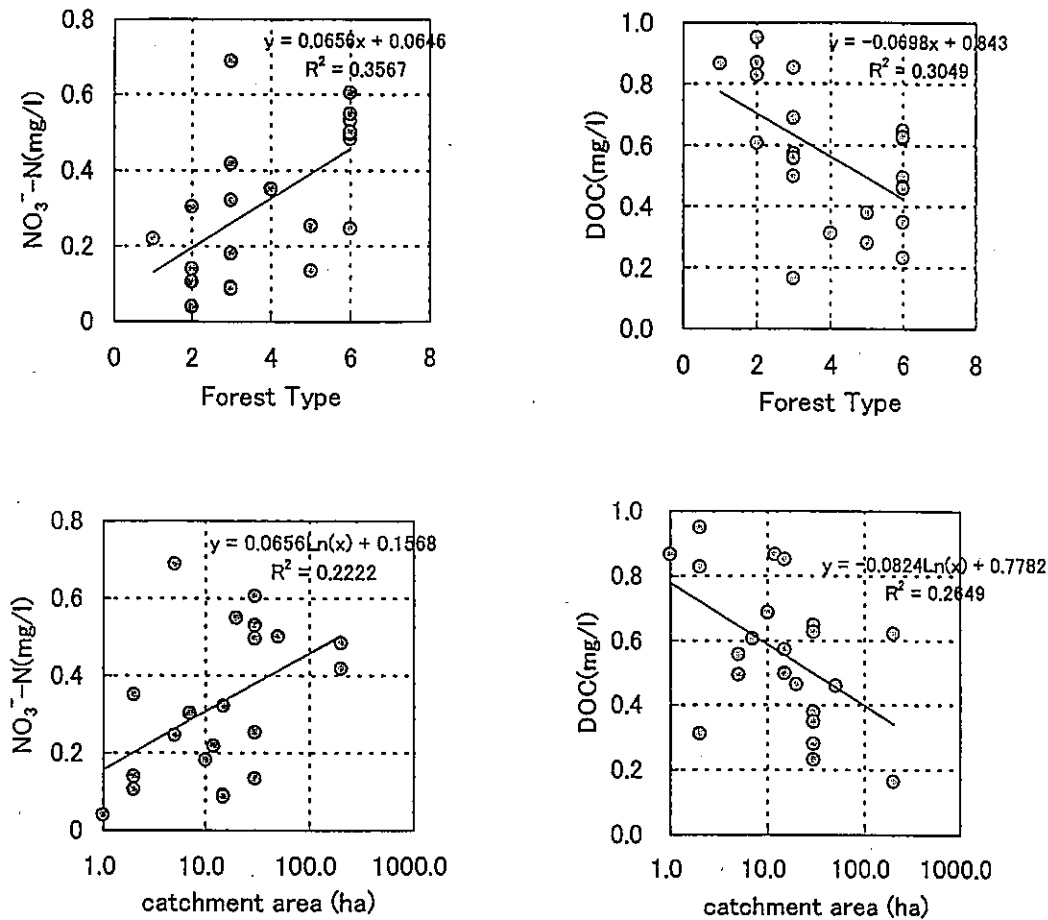 0.8
y = 0.0656x + 0.0646
R² = 0.3567
0.6
0.4
0.2
0
NO₃⁻-N(mg/l)
0 2 4 6 8
Forest Type
1.0
y = -0.0698x + 0.843
R² = 0.3049
0.8
0.6
0.4
0.2
0.0
DOC(mg/l)
0 2 4 6 8
Forest Type
0.8
y = 0.0656Ln(x) + 0.1568
R² = 0.2222
0.6
0.4
0.2
0
NO₃⁻-N(mg/l)
1.0 10.0 100.0 1000.0
catchment area (ha)
1.0
0.8
y = -0.0824Ln(x) + 0.7782
R² = 0.2649
0.6
0.4
0.2
0.0
DOC(mg/l)
1.0 10.0 100.0 1000.0
catchment area (ha)